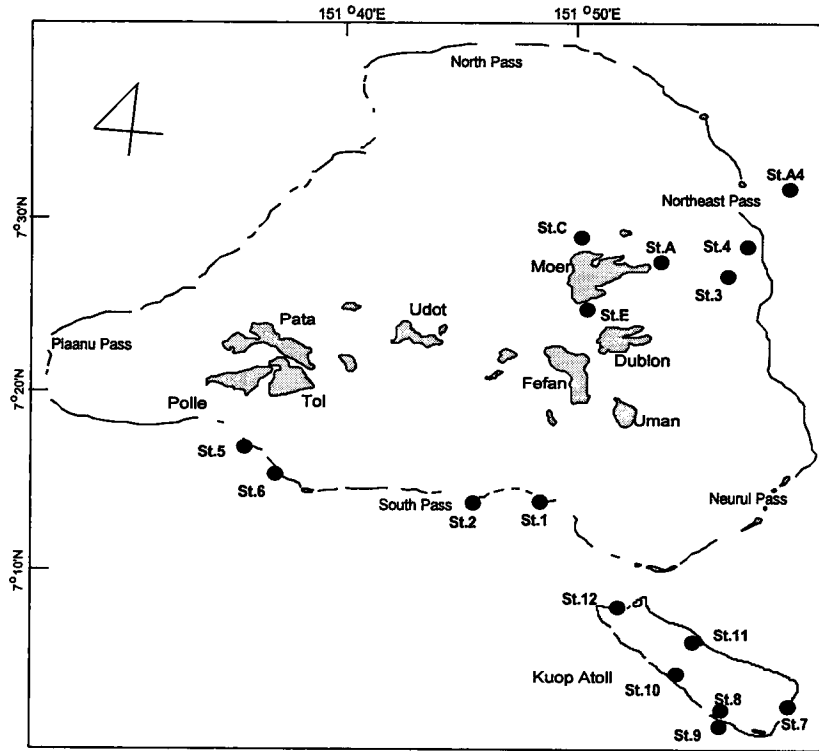 151 °40'E
151 °50'E
North Pass
St.A4
Northeast Pass
7°30'N
St.C
St.A
St.4
Moen
St.3
St.E
Udot
Pata
Piaanu Pass
Dublon
7°20'N
Fefan
Polle
Tol
Uman
St.5
St.6
South Pass
St.2
St.1
Neurul Pass
7°10'N
St.12
St.11
Kuop Atoll
St.10
St.8
St.7
St.9